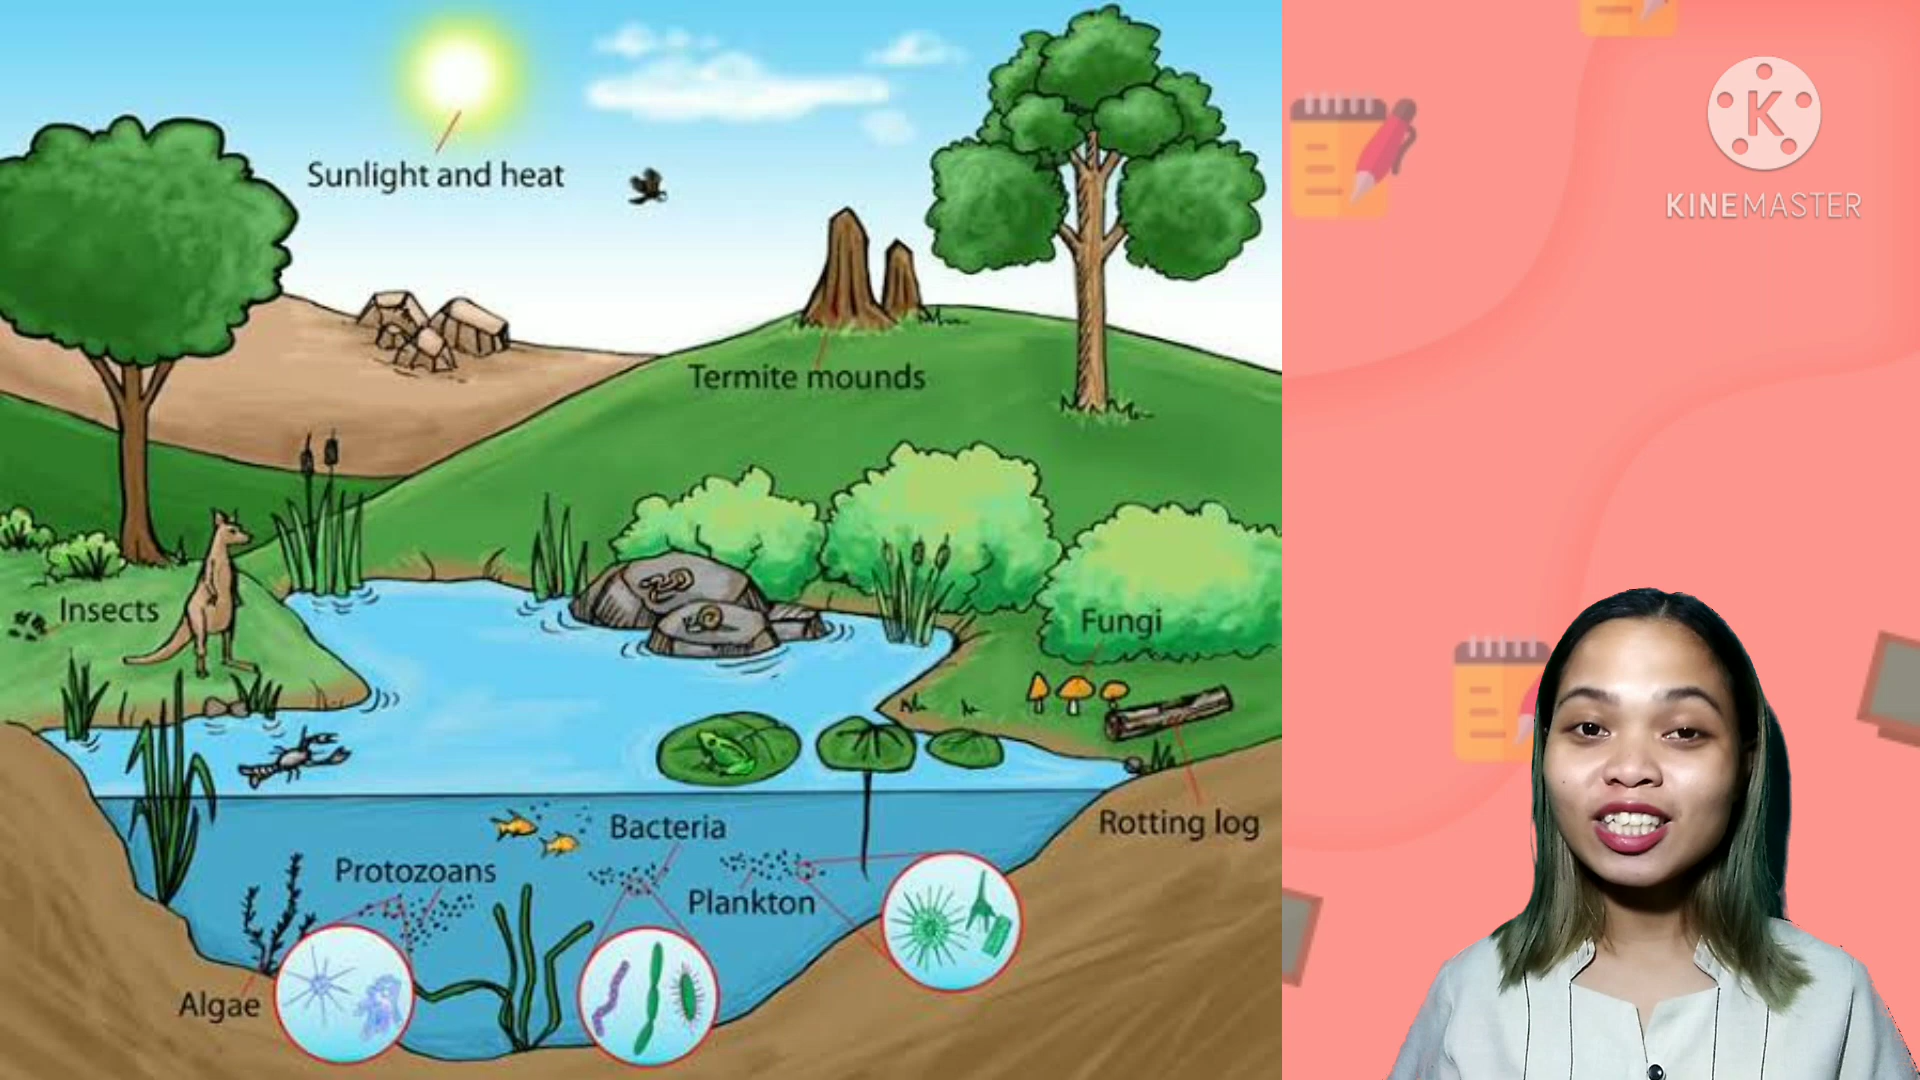 Sunlight and heat
Termite mounds
Insects
Fungi
Rotting log
Bacteria
Protozoans
Plankton
Algae
K
KINEMASTER